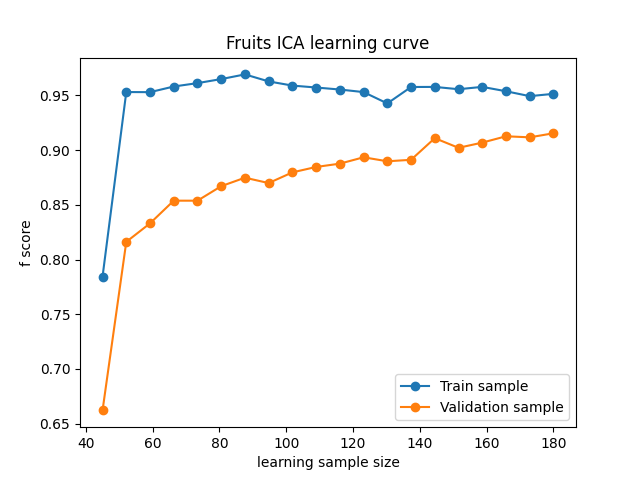 Fruits ICA learning curve
f score
0.95
0.90
0.85
0.80
0.75
0.70
0.65
Train sample
Validation sample
40 60 80 100 120 140 160 180
learning sample size